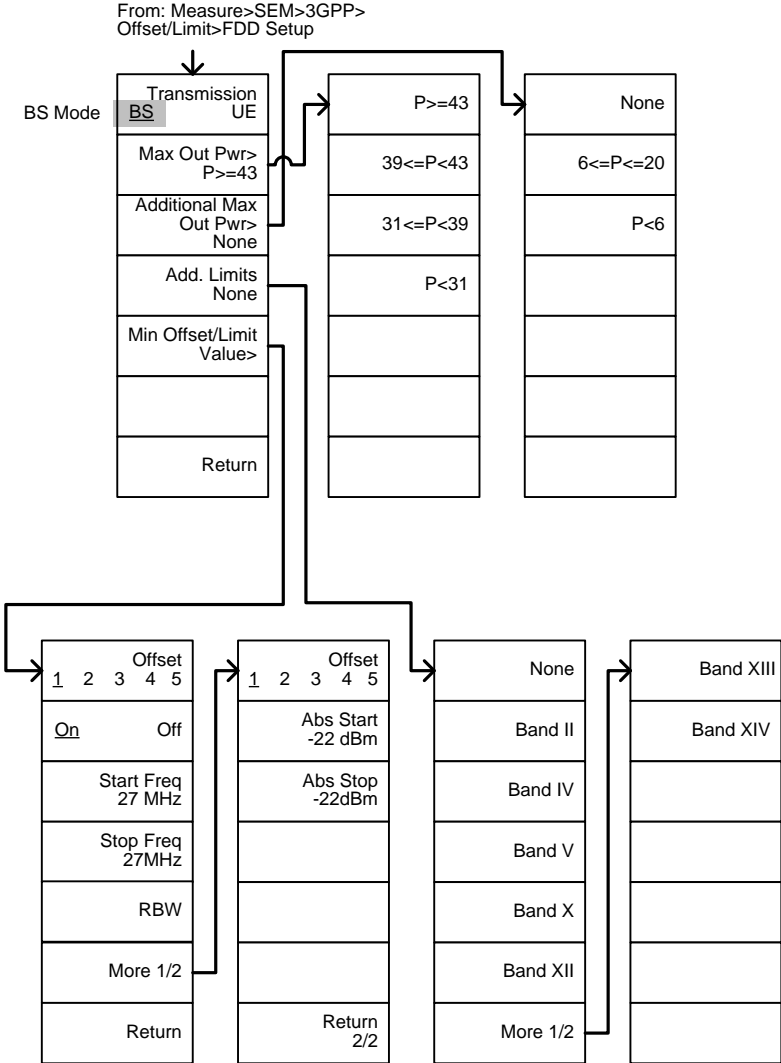 From: Measure>SEM>3GPP>
Offset/Limit>FDD Setup
BS Mode
Transmission
BS UE
Max Out Pwr>
P>=43
Additional Max
Out Pwr>
None
Add. Limits
None
Min Offset/Limit
Value>
Return
P>=43
39<=P<43
31<=P<39
P<31
None
6<=P<=20
P<6
Offset
1 2 3 4 5
On Off
Start Freq
27 MHz
Stop Freq
27MHz
RBW
More 1/2
Return
Offset
1 2 3 4 5
Abs Start
-22 dBm
Abs Stop
-22dBm
Return
2/2
None
Band II
Band IV
Band V
Band X
Band XII
More 1/2
Band XIII
Band XIV